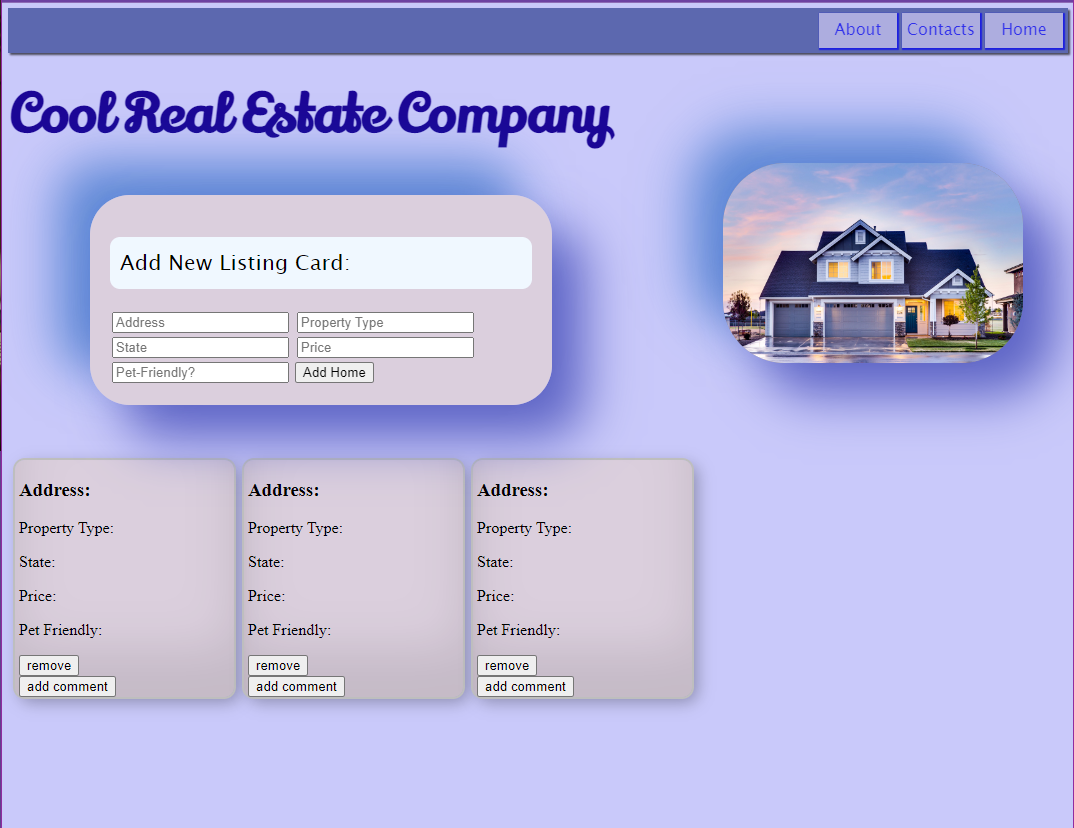 About Contacts Home
Cool Real Estate Company
Add New Listing Card:
Address Property Type
State Price
Pet-Friendly? Add Home
Address:
Property Type:
State:
Price:
Pet Friendly:
remove
add comment
Address:
Property Type:
State:
Price:
Pet Friendly:
remove
add comment
Address:
Property Type:
State:
Price:
Pet Friendly:
remove
add comment